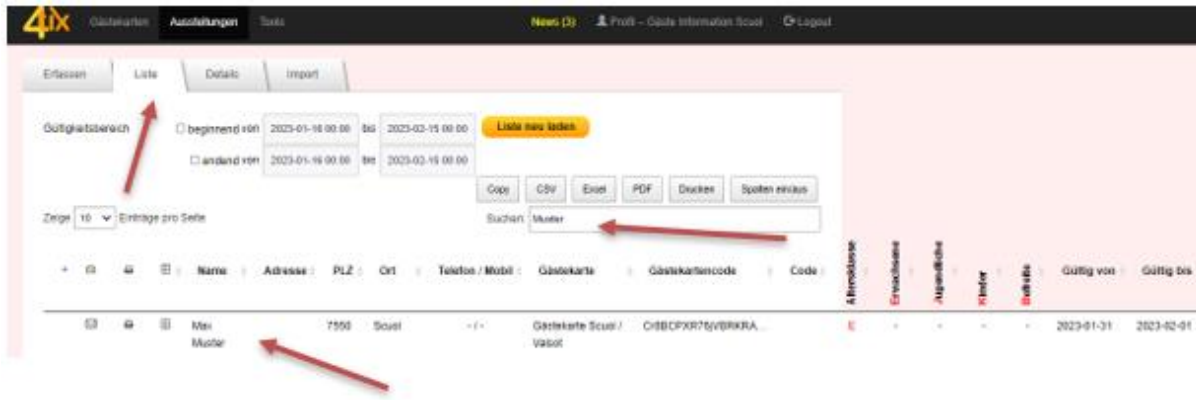 4ix Gästekarten Ausstellungen Tools News (3) Profil – Gäste Information Scuol Logout
Erfassen Liste Details Import
Gültigkeitsbereich beginnend von 2023-01-16 00:00 bis 2023-02-15 00:00 Liste neu laden
endend von 2023-01-16 00:00 bis 2023-02-15 00:00
Copy CSV Excel PDF Drucken Spalten ein/aus
Zeige 10 Einträge pro Seite Suchen: Muster
+ Name Adresse PLZ Ort Telefon / Mobil Gästekarte Gästekartencode Code Altersklasse Erwachsene Jugendliche Kinder Gültig von Gültig bis
Max 7550 Scuol - / - Gästekarte Scuol / E - - - - 2023-01-31 2023-02-01
Muster Valsot